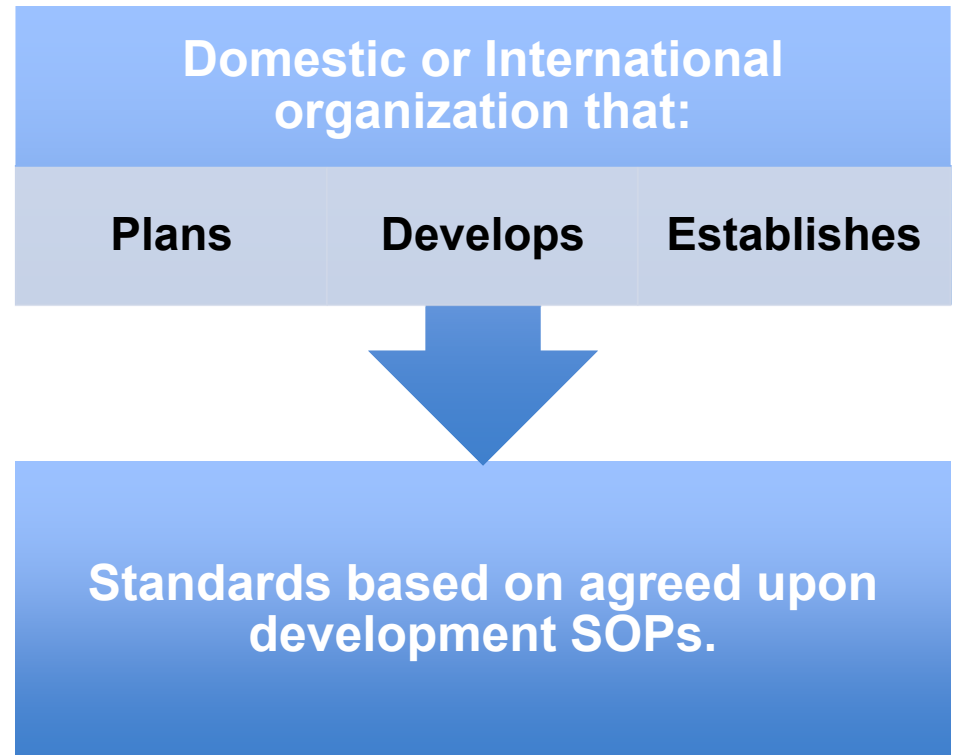 Domestic or International
organization that:
Plans Develops Establishes
Standards based on agreed upon
development SOPs.